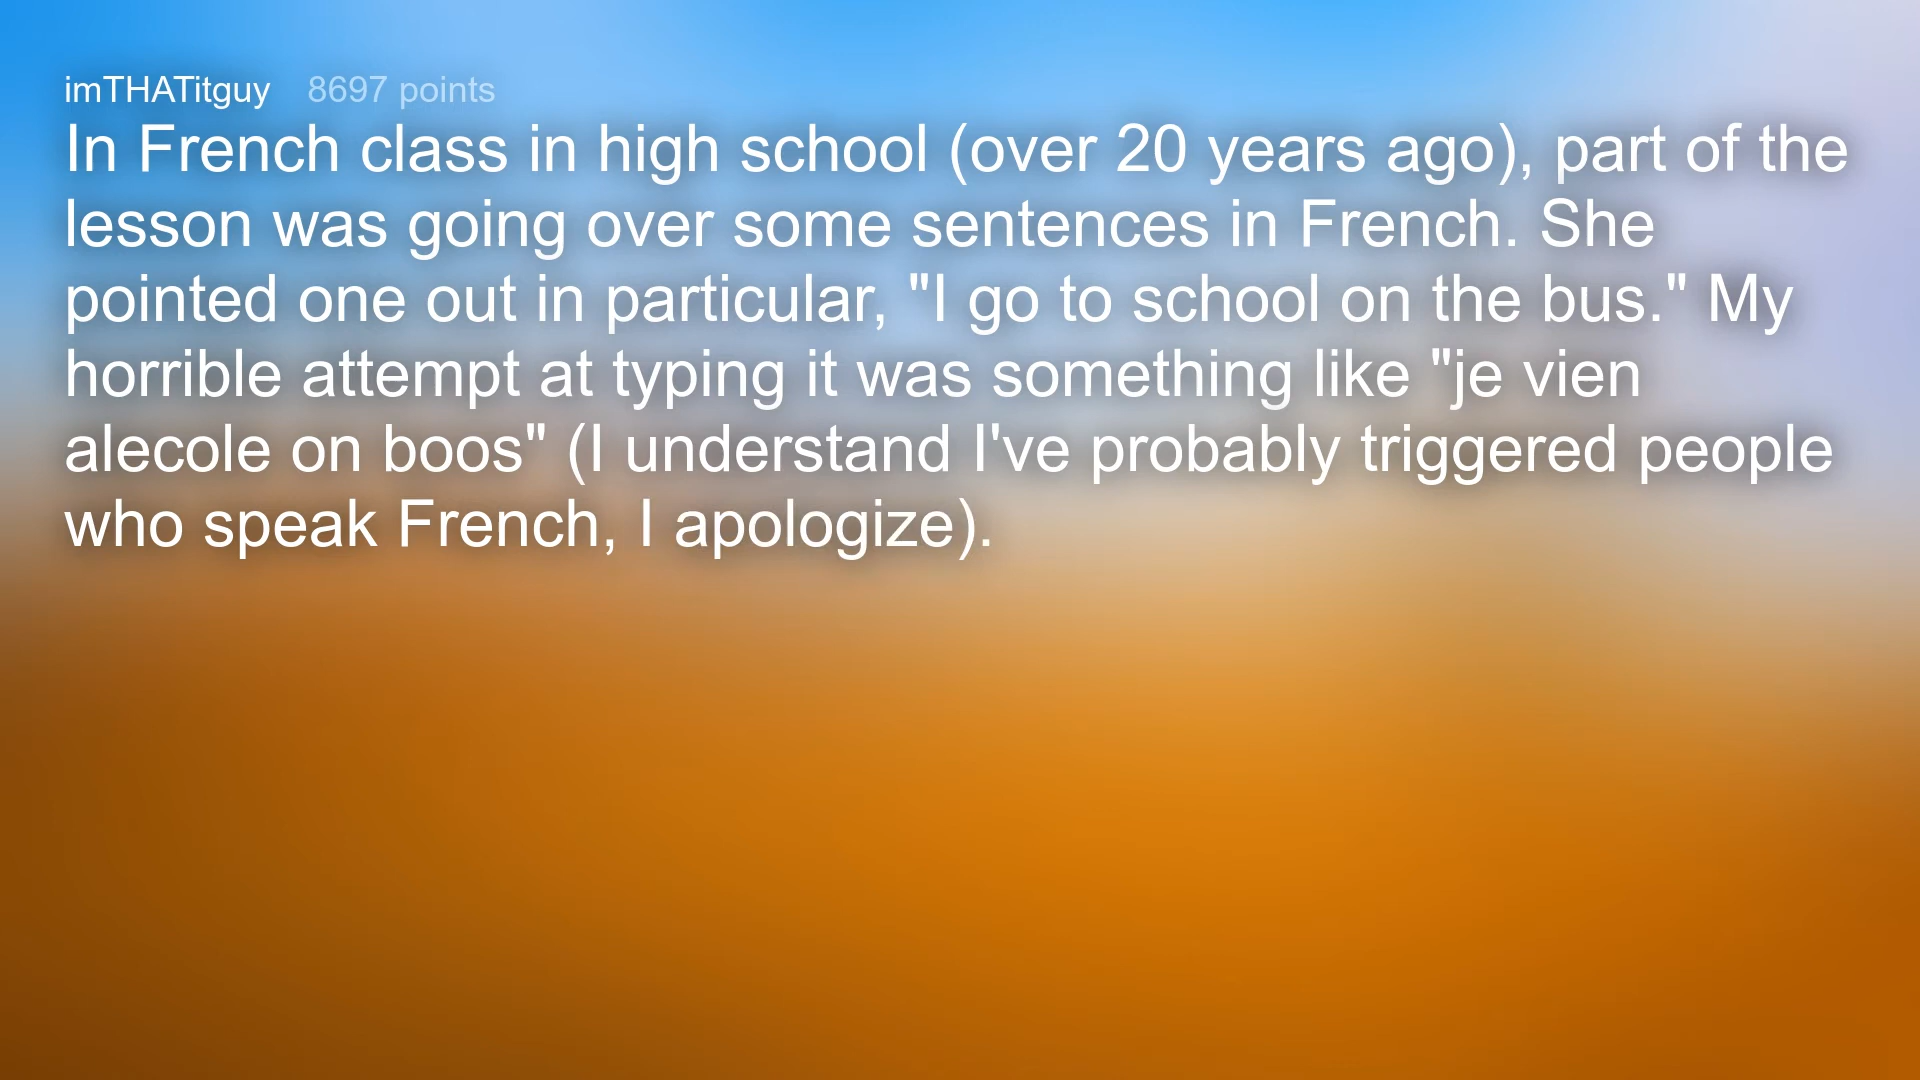 imTHATitguy 8697 points
In French class in high school (over 20 years ago), part of the
lesson was going over some sentences in French. She
pointed one out in particular, "I go to school on the bus." My
horrible attempt at typing it was something like "je vien
alecole on boos" (I understand I've probably triggered people
who speak French, I apologize).